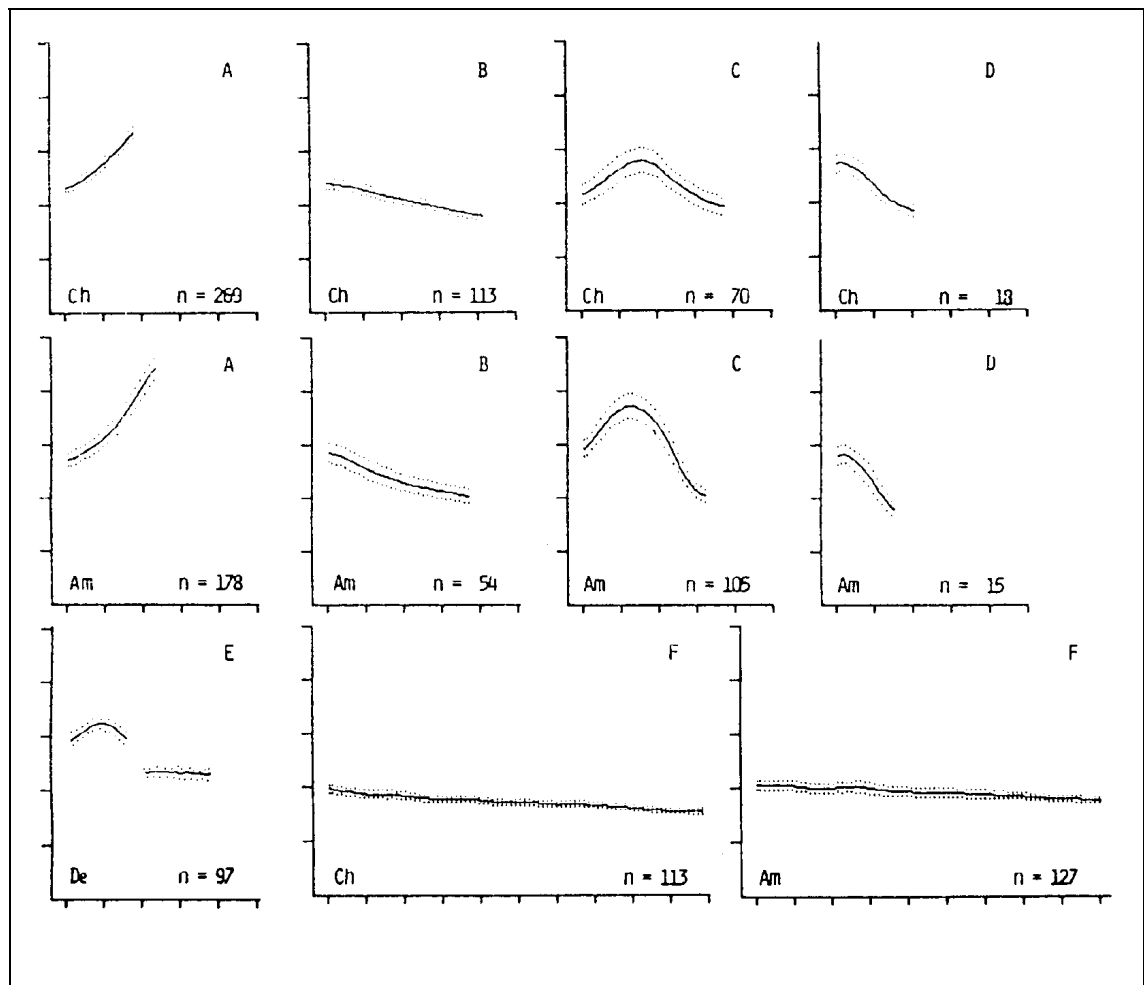 A
B
C
D
Ch n = 269
Ch n = 113
Ch n = 70
Ch n = 18
A
B
C
D
Am n = 178
Am n = 54
Am n = 105
Am n = 15
E
F
F
De n = 97
Ch n = 113
Am n = 127